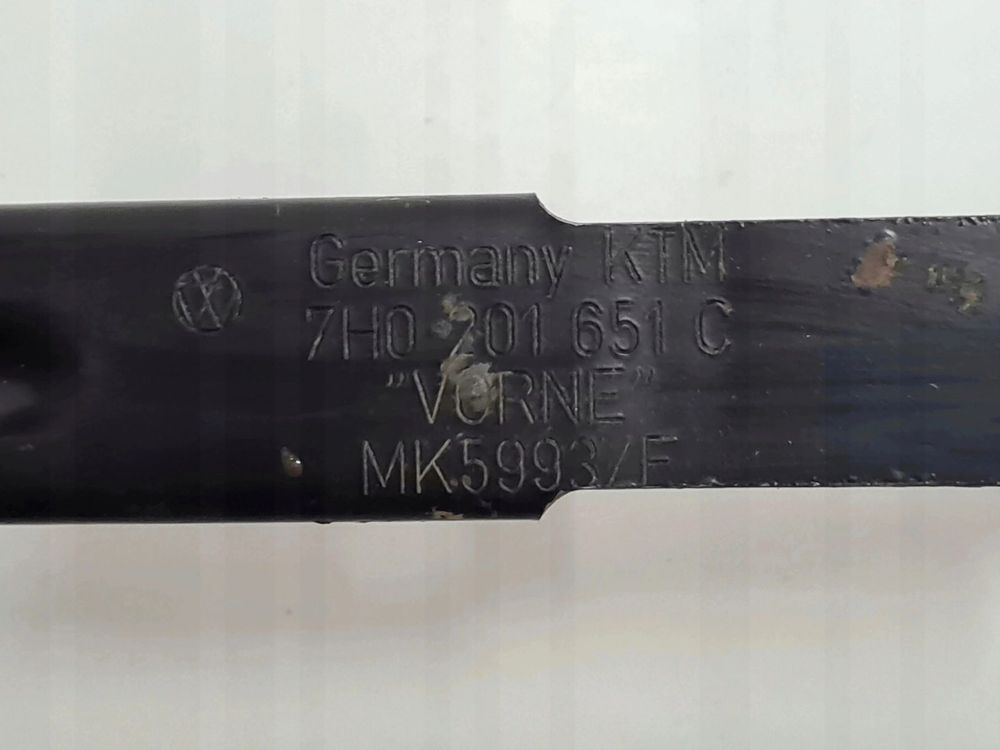 Germany KTM
7H0 201 651 C
"VORNE"
MK5993/F